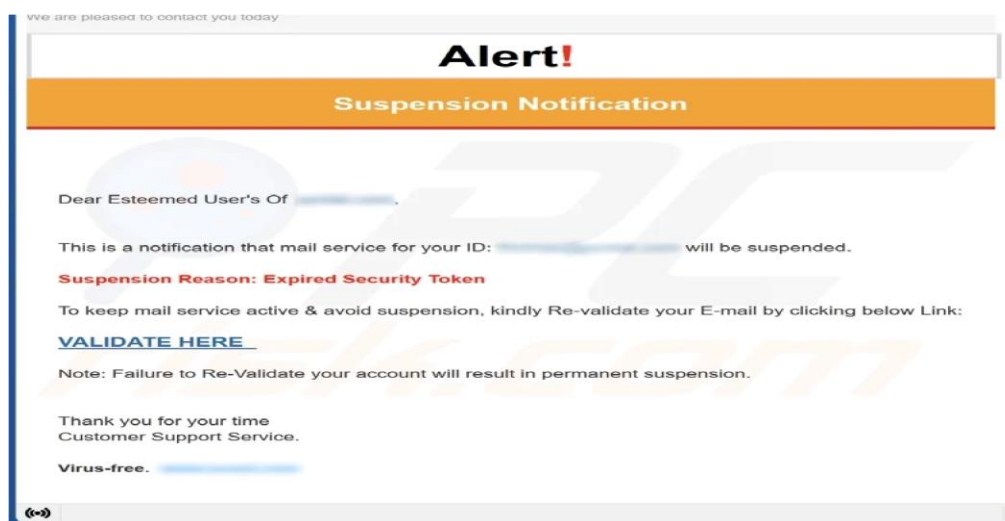 We are pleased to contact you today
Alert!
Suspension Notification
Dear Esteemed User's Of ,
This is a notification that mail service for your ID: will be suspended.
Suspension Reason: Expired Security Token
To keep mail service active & avoid suspension, kindly Re-validate your E-mail by clicking below Link:
VALIDATE HERE
Note: Failure to Re-Validate your account will result in permanent suspension.
Thank you for your time
Customer Support Service.
Virus-free.
PC
risk.com